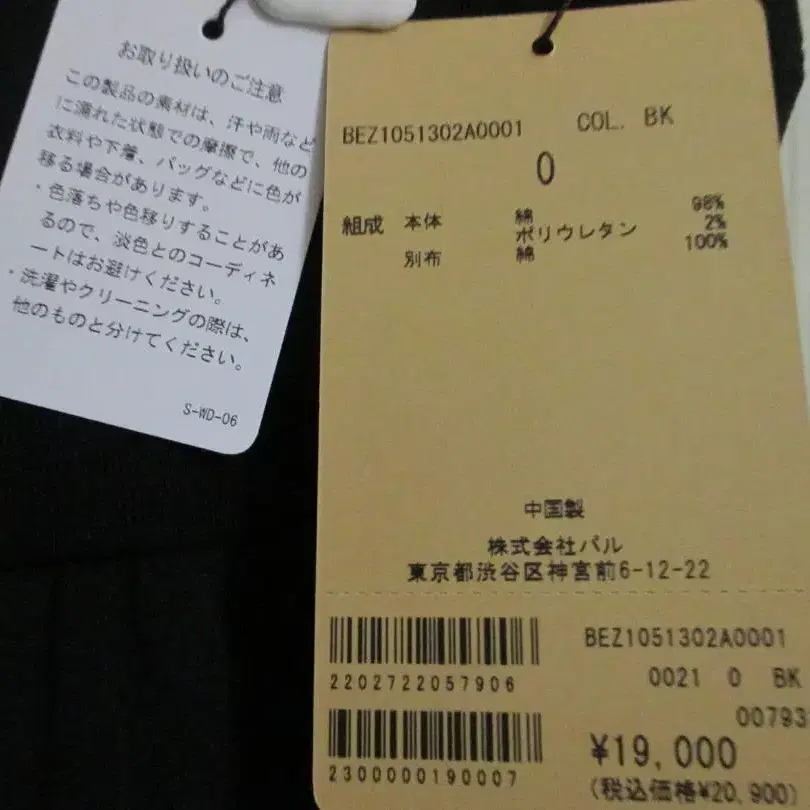 お取り扱いのご注意
この製品の素材は、汗や雨など
に濡れた状態での摩擦で、他の
衣料や下着、バッグなどに色が
移る場合があります。
・色落ちや色移りすることがあ
るので、淡色とのコーディネ
ートはお避けください。
・洗濯やクリーニングの際は、
他のものと分けてください。
S-WD-06
BEZ1051302A0001 COL. BK
0
組成 本体 綿 98%
ポリウレタン 2%
別布 綿 100%
中国製
株式会社パル
東京都渋谷区神宮前6-12-22
BEZ1051302A0001
2202722057906
0021 0 BK
00793
2300000190007
¥19,000
(税込価格¥20,900)